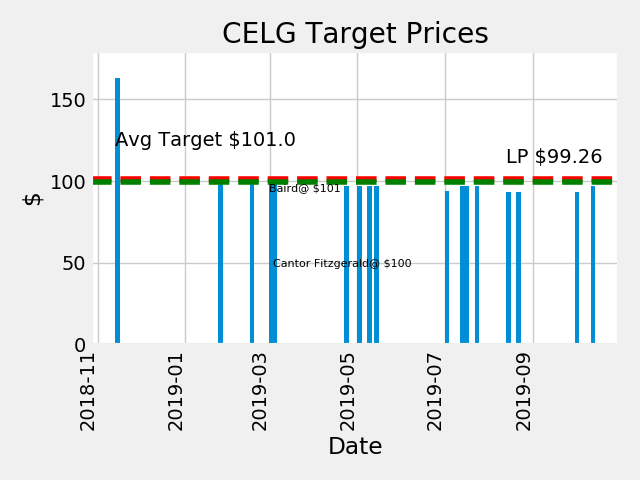 CELG Target Prices
150
Avg Target $101.0
LP $99.26
100
Baird@ $101
$
50
Cantor Fitzgerald@ $100
0
2018-11
2019-01
2019-03
2019-05
2019-07
2019-09
Date